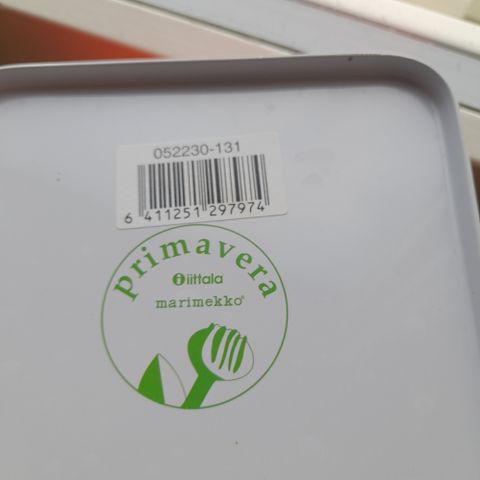 052230-131
6 411251 297974
primavera
iittala
marimekko®